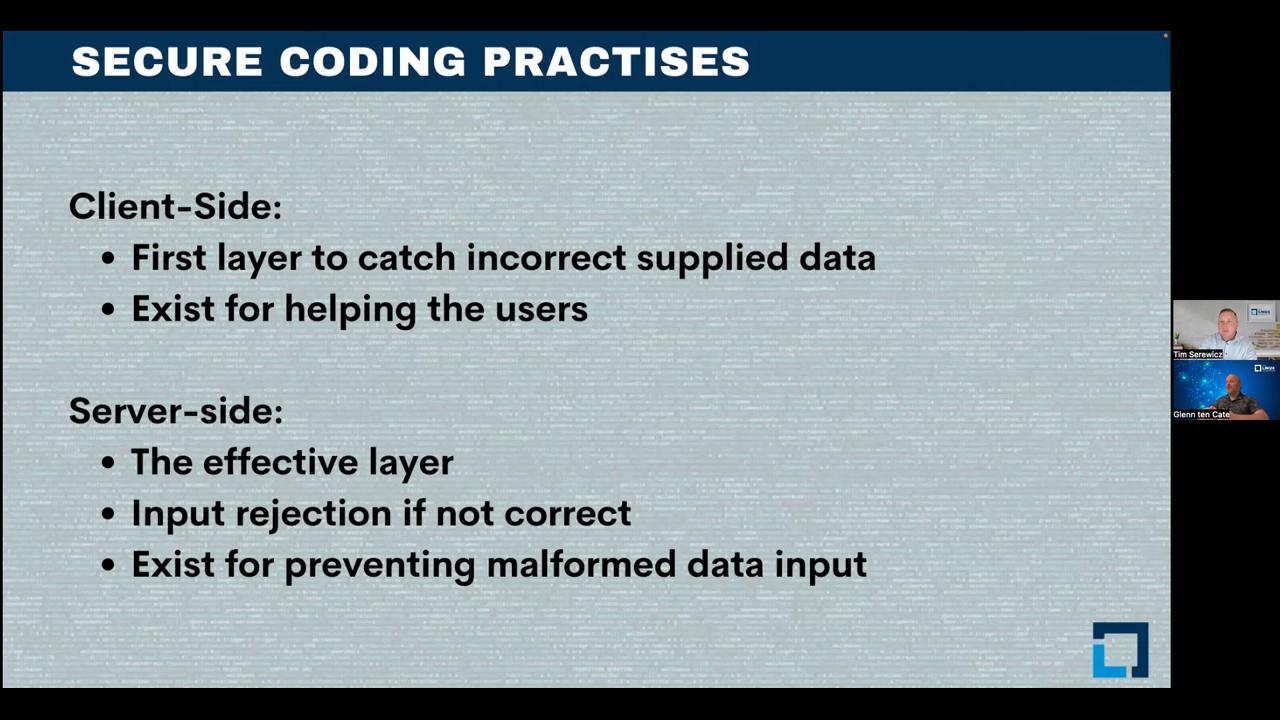 SECURE CODING PRACTISES
Client-Side:
• First layer to catch incorrect supplied data
• Exist for helping the users
Server-side:
• The effective layer
• Input rejection if not correct
• Exist for preventing malformed data input
Tim Serewicz
Glenn ten Cate